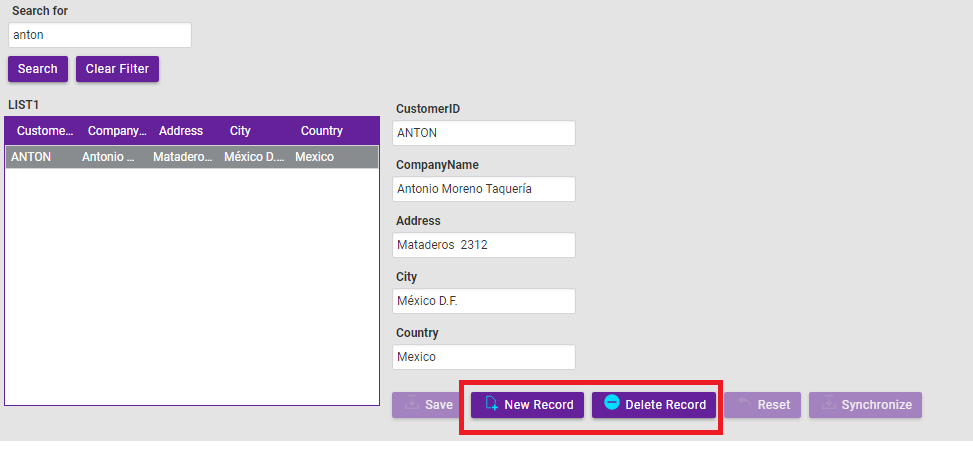 Search for
anton
Search Clear Filter
LIST1
Custome... Company... Address City Country
ANTON Antonio ... Matadero... México D.... Mexico
CustomerID
ANTON
CompanyName
Antonio Moreno Taquería
Address
Mataderos  2312
City
México D.F.
Country
Mexico
Save New Record Delete Record Reset Synchronize